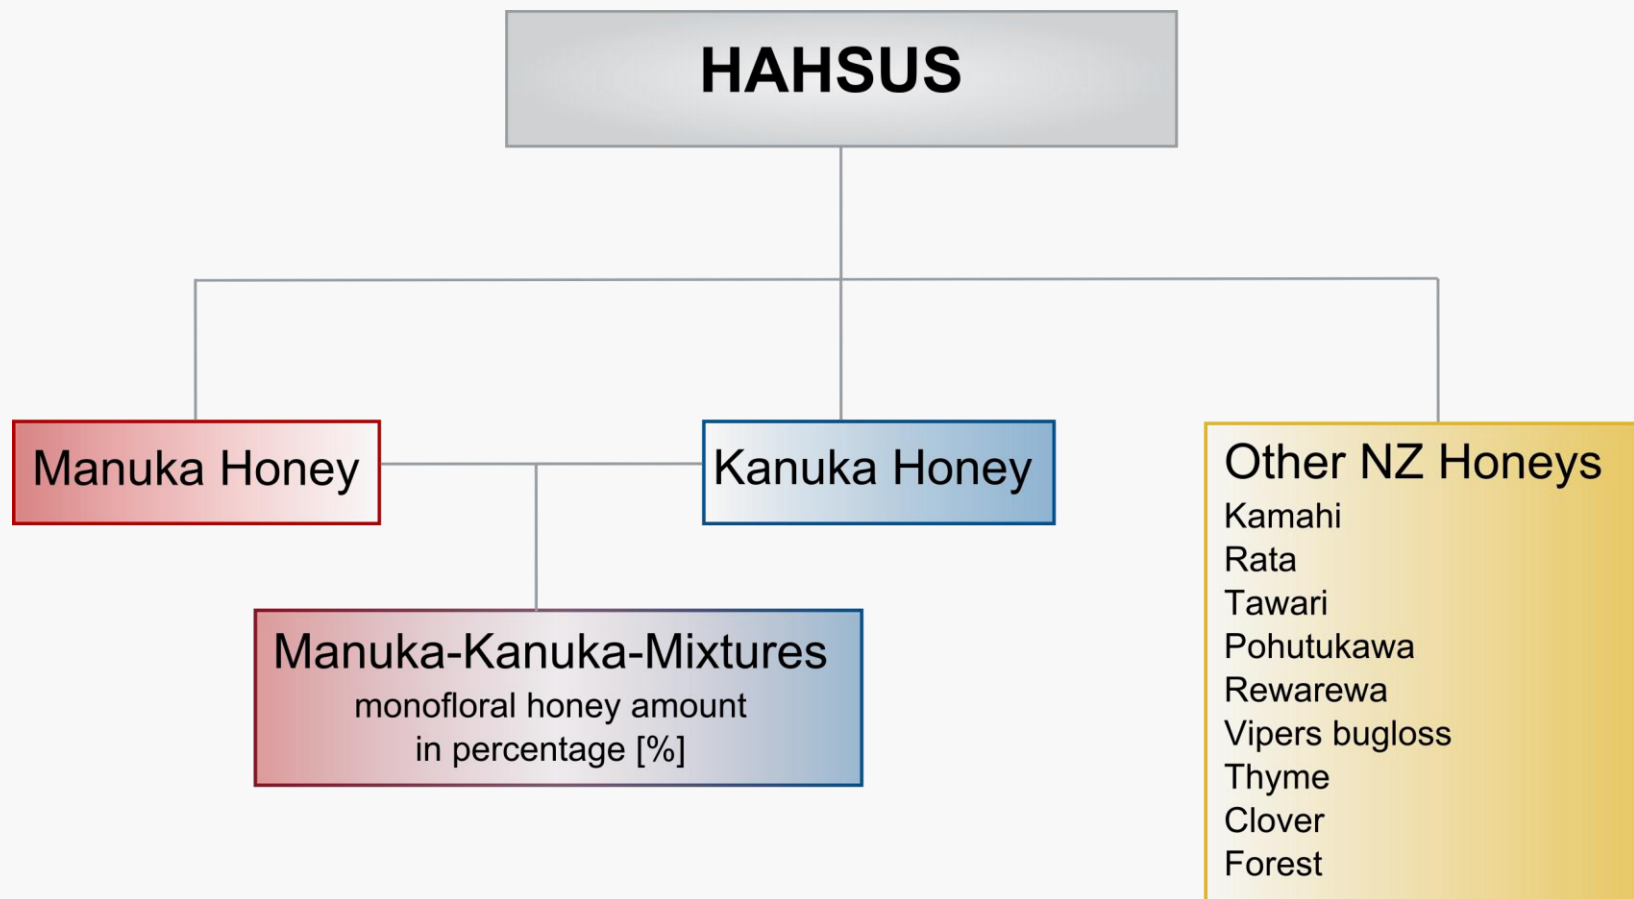 HAHSUS
Manuka Honey
Kanuka Honey
Manuka-Kanuka-Mixtures
monofloral honey amount
in percentage [%]
Other NZ Honeys
Kamahi
Rata
Tawari
Pohutukawa
Rewarewa
Vipers bugloss
Thyme
Clover
Forest